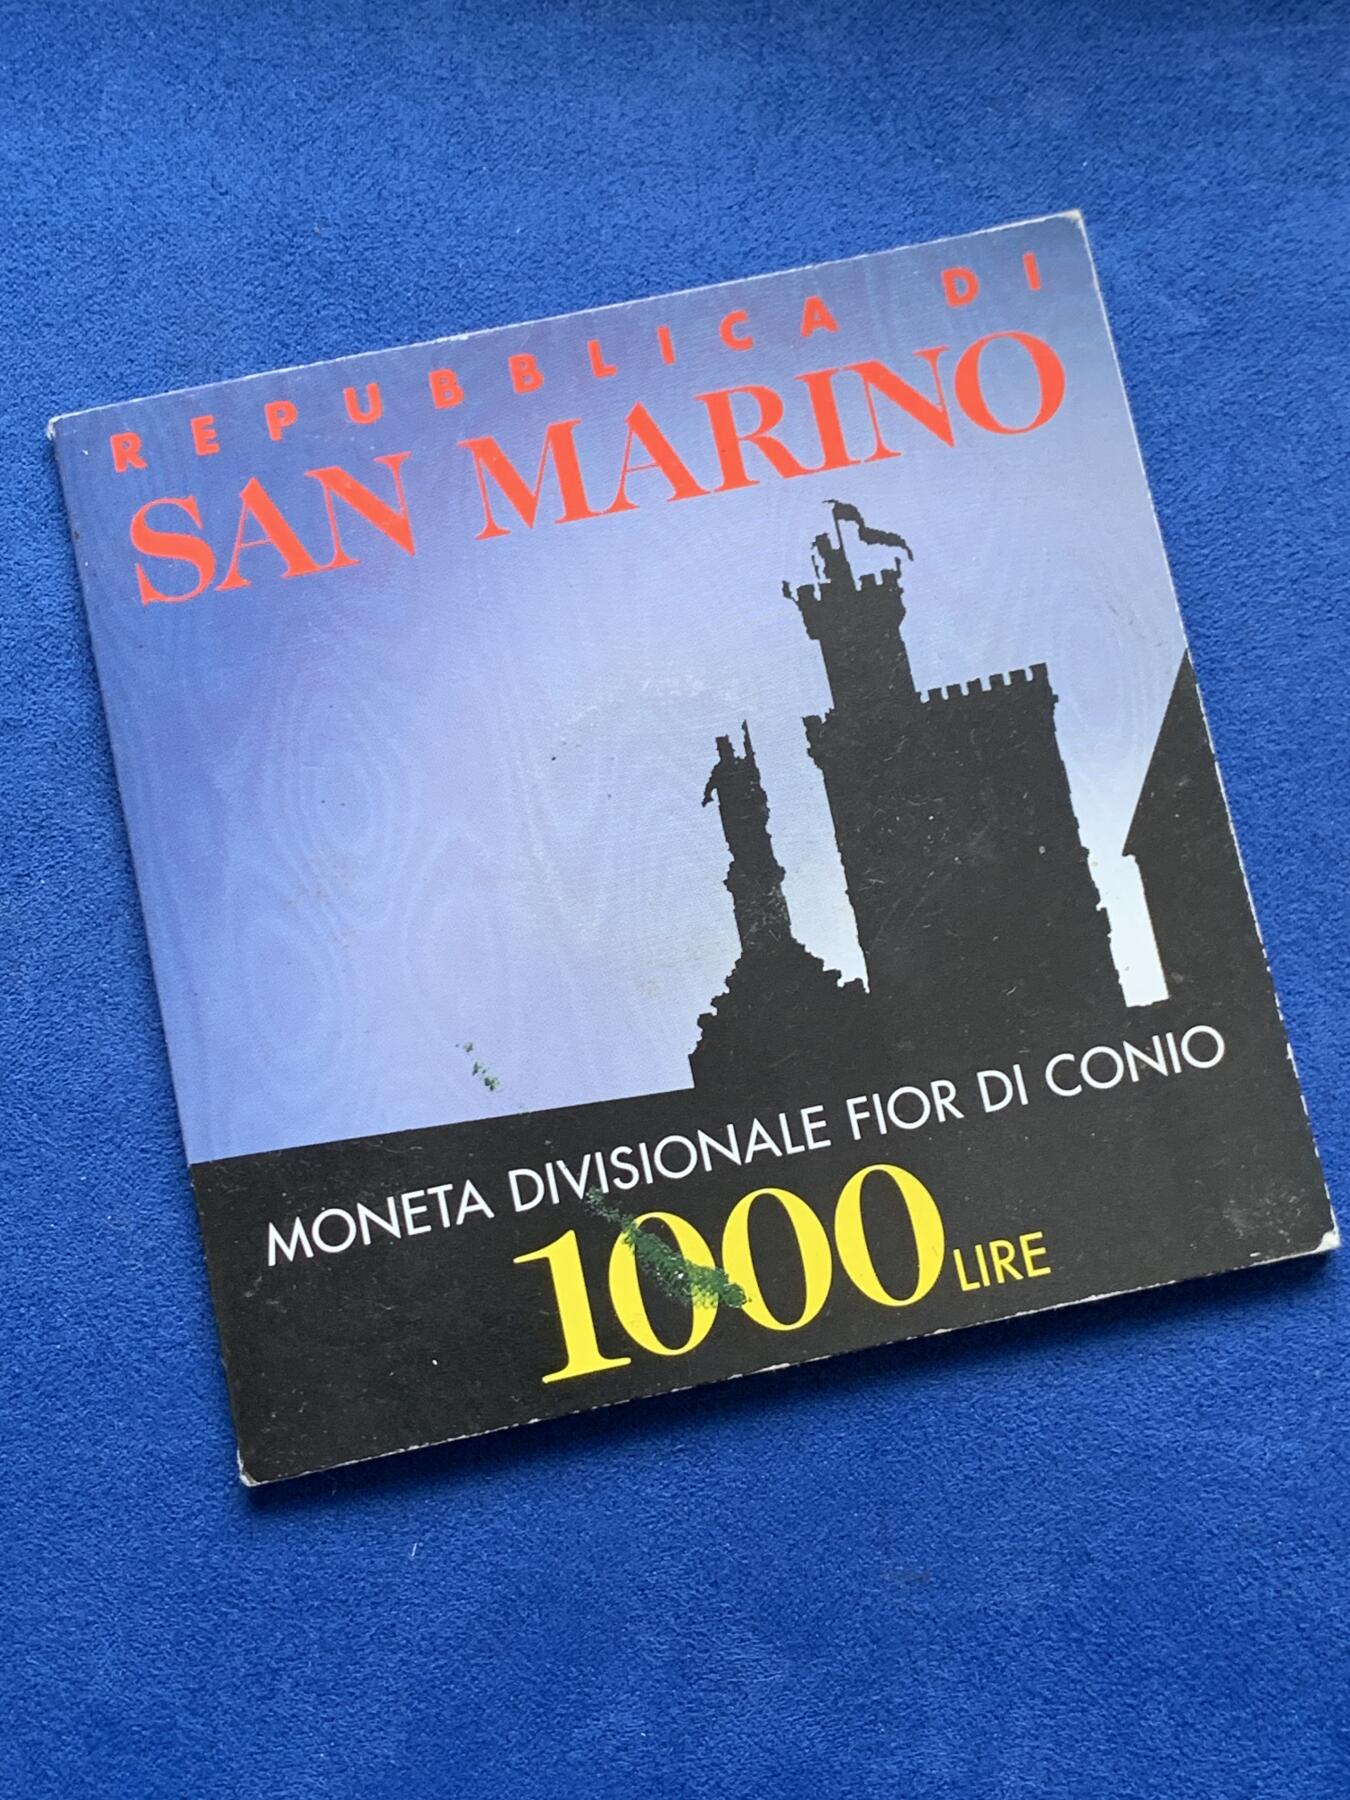 REPUBBLICA DI
SAN MARINO
MONETA DIVISIONALE FIOR DI CONIO
1000 LIRE